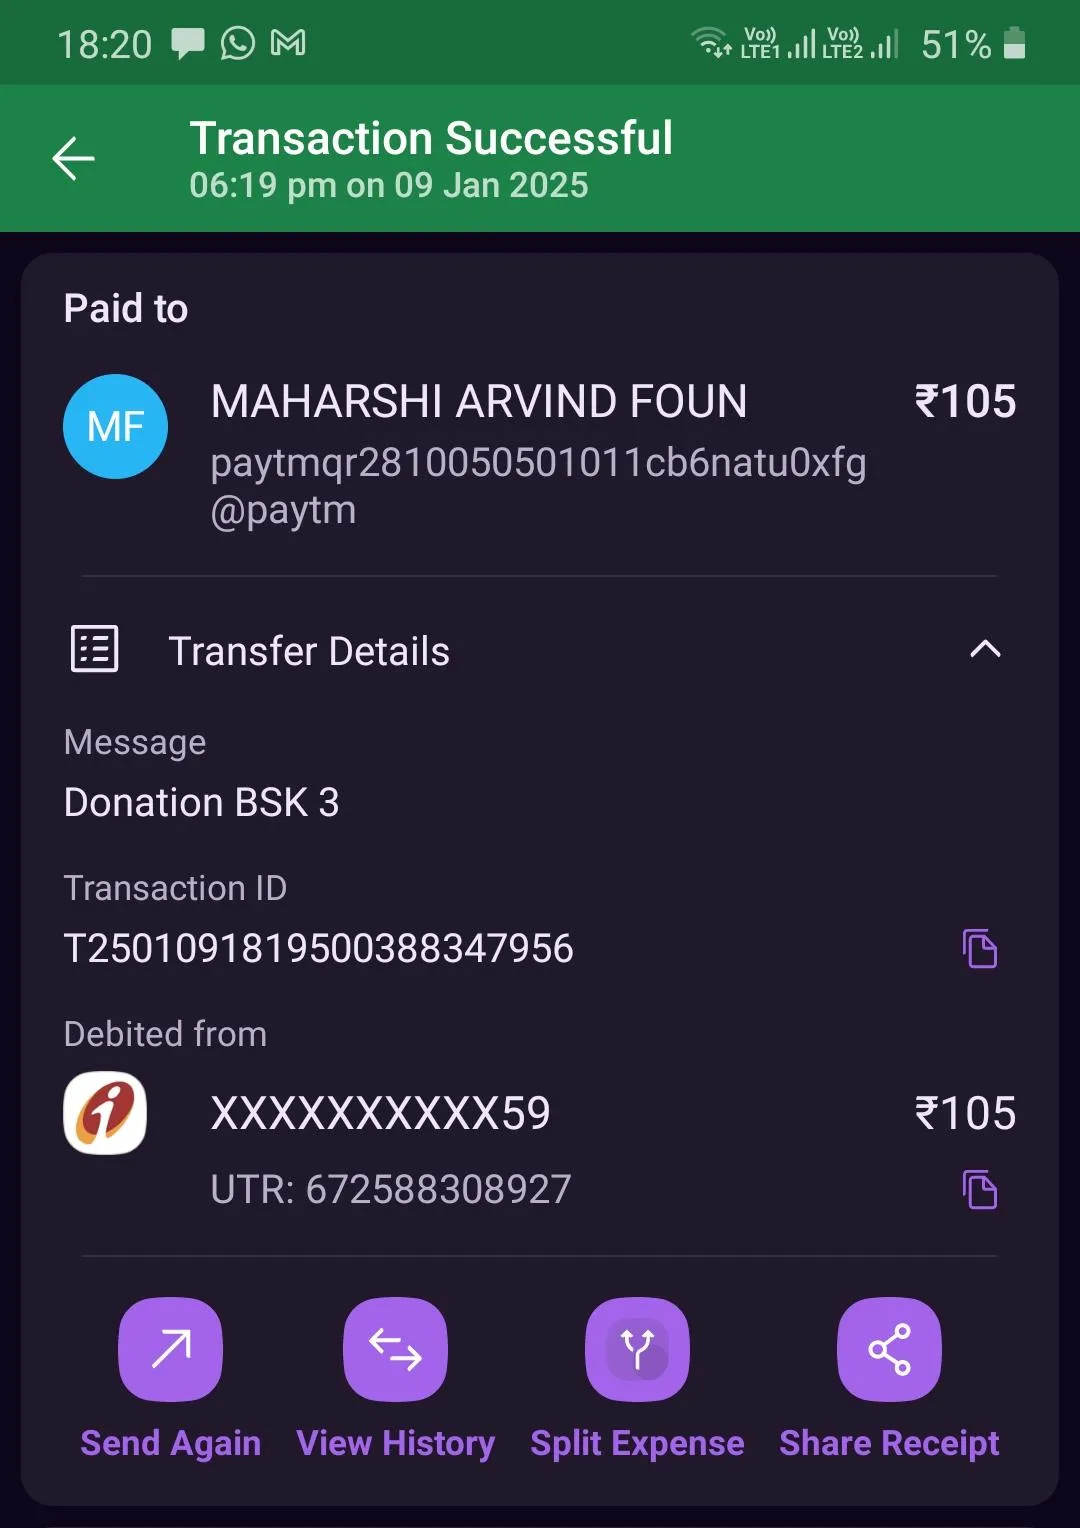 18:20 Vo)) LTE1 Vo)) LTE2 51%
Transaction Successful
06:19 pm on 09 Jan 2025
Paid to
MF MAHARSHI ARVIND FOUN ₹105
paytmqr2810050501011cb6natu0xfg
@paytm
Transfer Details
Message
Donation BSK 3
Transaction ID
T2501091819500388347956
Debited from
XXXXXXXXXX59 ₹105
UTR: 672588308927
Send Again View History Split Expense Share Receipt